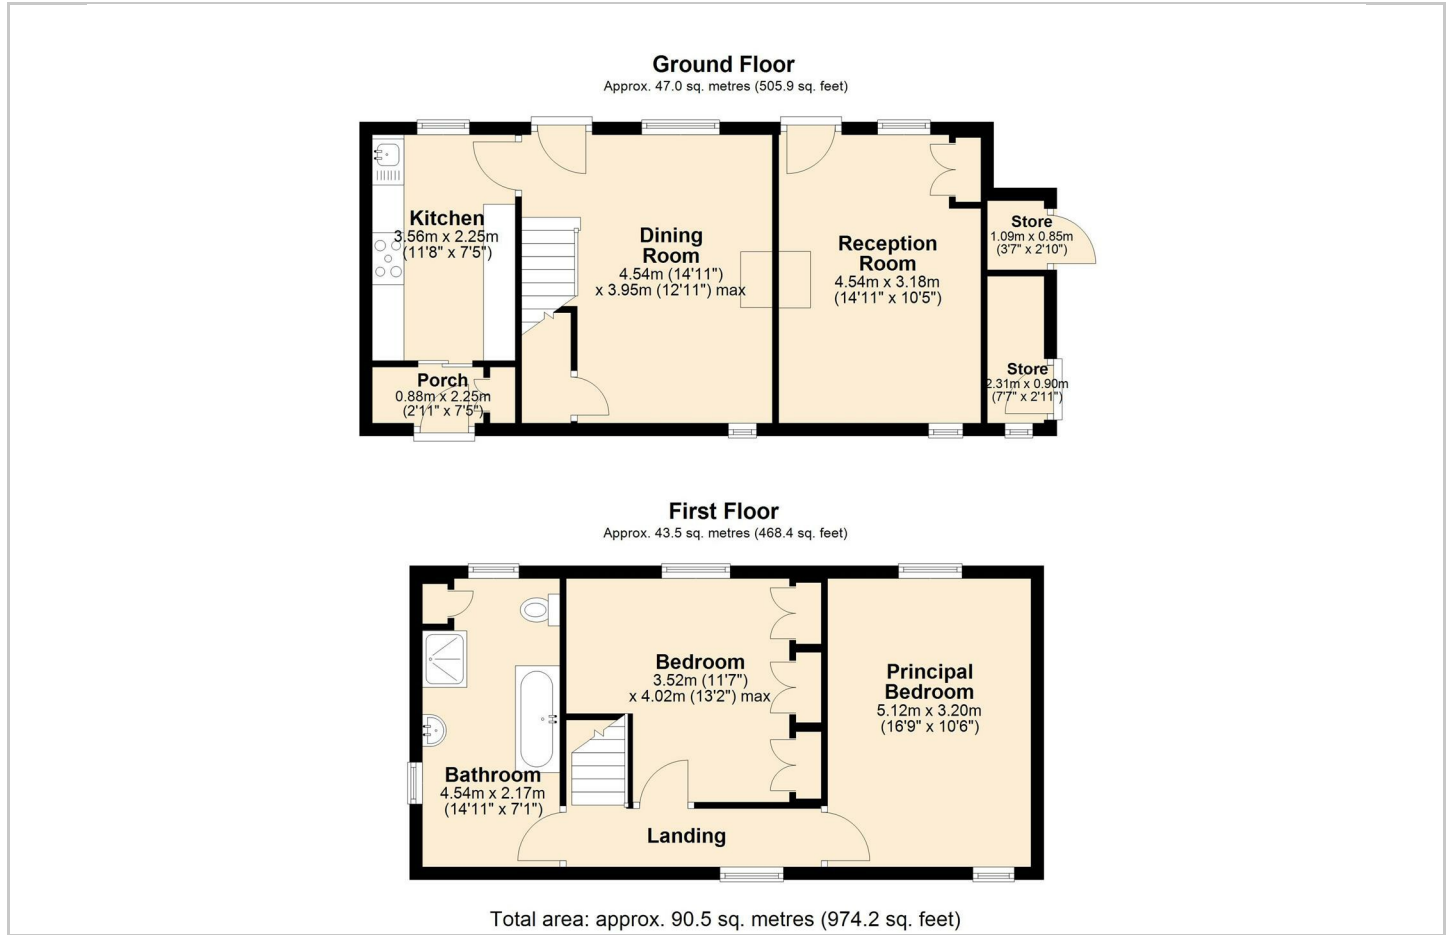 Ground Floor
Approx. 47.0 sq. metres (505.9 sq. feet)
Kitchen
3.56m x 2.25m
(11'8" x 7'5")
Dining
Room
4.54m (14'11")
x 3.95m (12'11") max
Reception
Room
4.54m x 3.18m
(14'11" x 10'5")
Store
1.09m x 0.85m
(3'7" x 2'10")
Store
2.31m x 0.90m
(7'7" x 2'11")
Porch
0.88m x 2.25m
(2'11" x 7'5")
First Floor
Approx. 43.5 sq. metres (468.4 sq. feet)
Bedroom
3.52m (11'7")
x 4.02m (13'2") max
Principal
Bedroom
5.12m x 3.20m
(16'9" x 10'6")
Bathroom
4.54m x 2.17m
(14'11" x 7'1")
Landing
Total area: approx. 90.5 sq. metres (974.2 sq. feet)